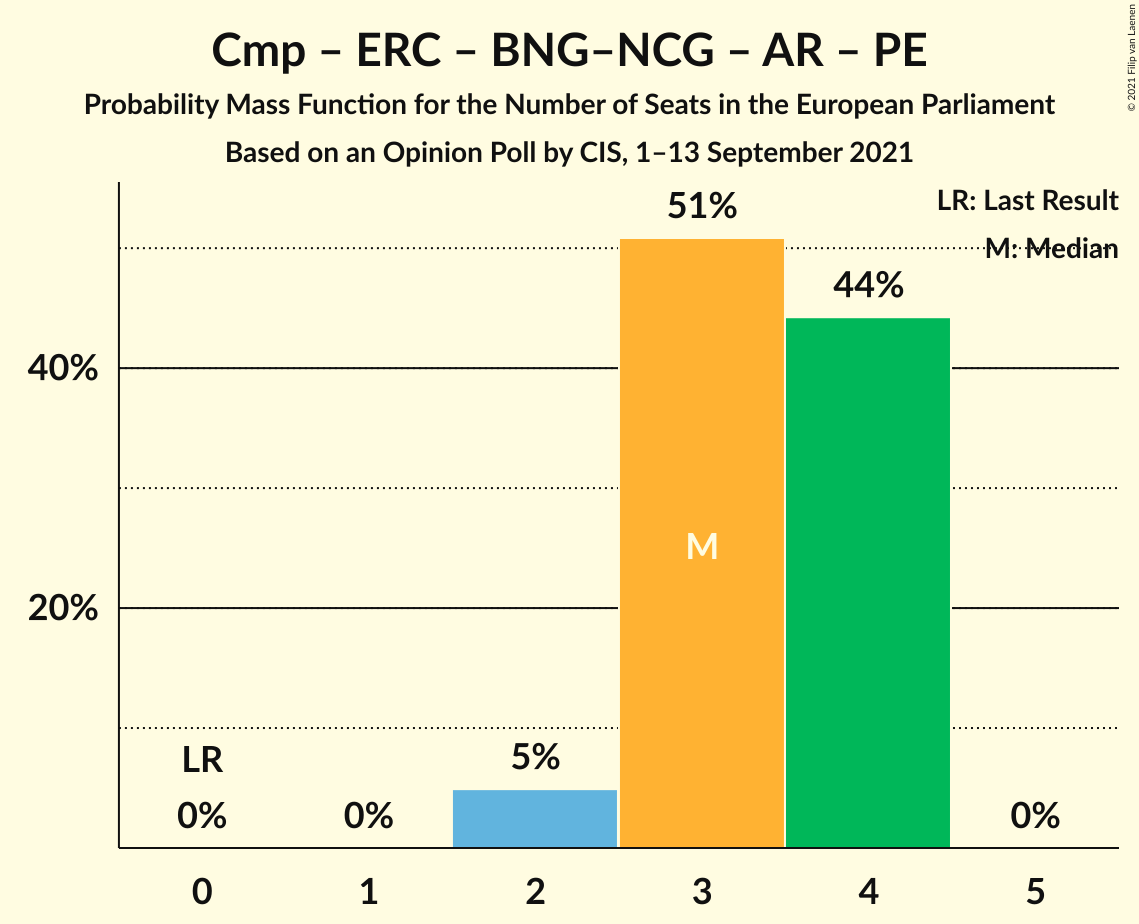 Cmp – ERC – BNG–NCG – AR – PE
Probability Mass Function for the Number of Seats in the European Parliament
Based on an Opinion Poll by CIS, 1–13 September 2021
© 2021 Filip van Laenen
LR: Last Result
M: Median
51%
44%
40%
M
20%
LR
5%
0%
0%
0%
0
1
2
3
4
5